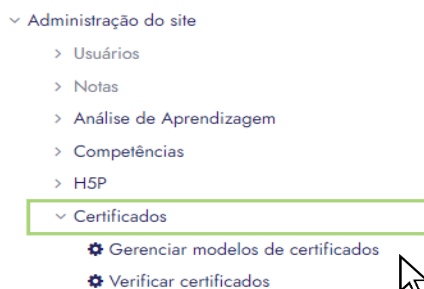 Administração do site
Usuários
Notas
Análise de Aprendizagem
Competências
H5P
Certificados
Gerenciar modelos de certificados
Verificar certificados